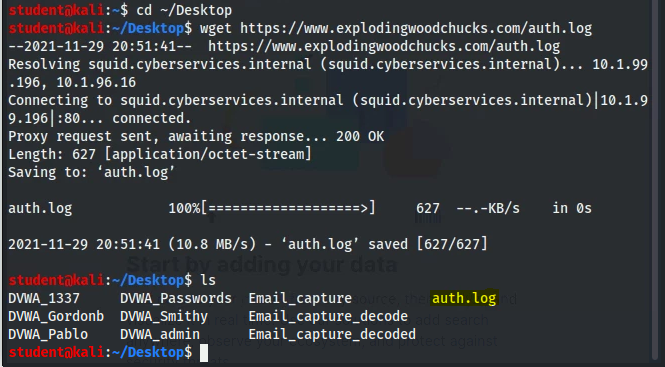 student@kali:~$ cd ~/Desktop
student@kali:~/Desktop$ wget https://www.explodingwoodchucks.com/auth.log
--2021-11-29 20:51:41--  https://www.explodingwoodchucks.com/auth.log
Resolving squid.cyberservices.internal (squid.cyberservices.internal)... 10.1.99
.196, 10.1.96.16
Connecting to squid.cyberservices.internal (squid.cyberservices.internal)|10.1.9
9.196|:80... connected.
Proxy request sent, awaiting response... 200 OK
Length: 627 [application/octet-stream]
Saving to: ‘auth.log’
auth.log            100%[===================>]     627  --.-KB/s    in 0s
2021-11-29 20:51:41 (10.8 MB/s) - ‘auth.log’ saved [627/627]
Start by adding your data
student@kali:~/Desktop$ ls
DVWA_1337     DVWA_Passwords  Email_capture          auth.log
DVWA_Gordonb  DVWA_Smithy     Email_capture_decode
DVWA_Pablo    DVWA_admin      Email_capture_decoded
student@kali:~/Desktop$